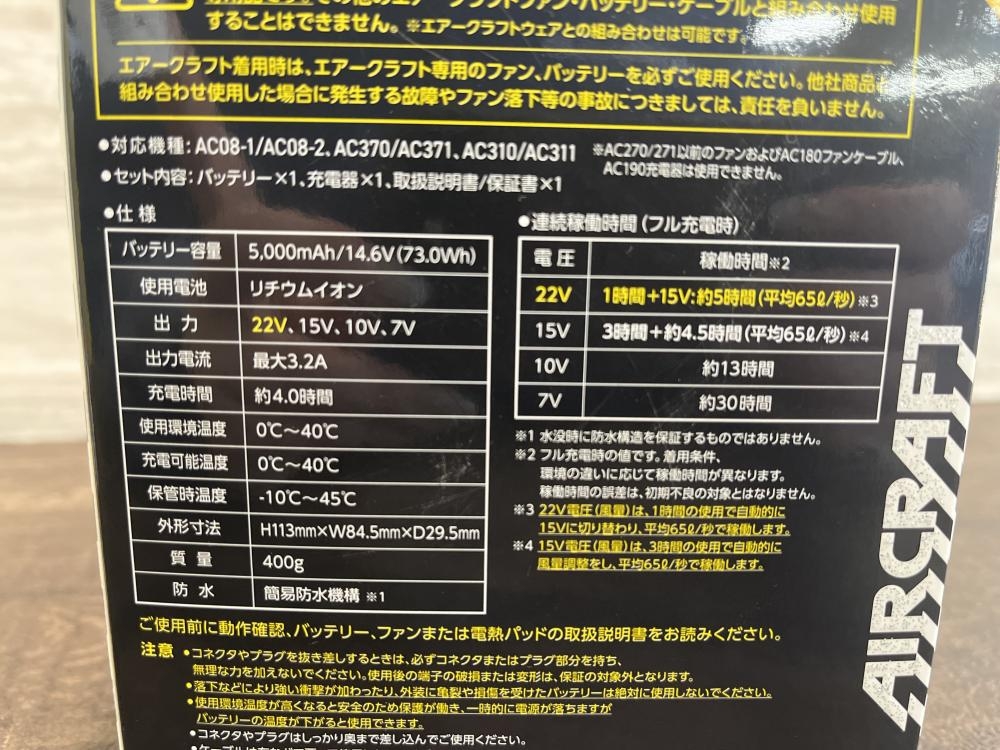 専用品です。その他のエアークラフトファン・バッテリー・ケーブルと組み合わせ使用
することはできません。※エアークラフトウェアとの組み合わせは可能です。
エアークラフト着用時は、エアークラフト専用のファン、バッテリーを必ずご使用ください。他社商品と
組み合わせ使用した場合に発生する故障やファン落下等の事故につきましては、責任を負いません。
●対応機種：AC08-1/AC08-2、AC370/AC371、AC310/AC311
※AC270/271以前のファンおよびAC180ファンケーブル、
AC190充電器は使用できません。
●セット内容：バッテリー×1、充電器×1、取扱説明書/保証書×1
●仕様
バッテリー容量 5,000mAh/14.6V(73.0Wh)
使用電池 リチウムイオン
出力 22V、15V、10V、7V
出力電流 最大3.2A
充電時間 約4.0時間
使用環境温度 0℃～40℃
充電可能温度 0℃～40℃
保管時温度 -10℃～45℃
外形寸法 H113mm×W84.5mm×D29.5mm
質量 400g
防水 簡易防水機構 ※1
●連続稼働時間（フル充電時）
電圧 稼働時間※2
22V 1時間＋15V：約5時間(平均65ℓ/秒) ※3
15V 3時間＋約4.5時間(平均65ℓ/秒) ※4
10V 約13時間
7V 約30時間
※1 水没時に防水構造を保証するものではありません。
※2 フル充電時の値です。着用条件、
環境の違いに応じて稼働時間が異なります。
稼働時間の誤差は、初期不良の対象とはなりません。
※3 22V電圧(風量)は、1時間の使用で自動的に
15Vに切り替わり、平均65ℓ/秒で稼働します。
※4 15V電圧(風量)は、3時間の使用で自動的に
風量調整をし、平均65ℓ/秒で稼働します。
AIRCRAFT
ご使用前に動作確認、バッテリー、ファンまたは電熱パッドの取扱説明書をお読みください。
注意 ●コネクタやプラグを抜き差しするときは、必ずコネクタまたはプラグ部分を持ち、
無理な力を加えないでください。使用後の端子の破損または変形は、保証の対象外となります。
●落下などにより強い衝撃が加わったり、外装に亀裂や損傷を受けたバッテリーは絶対に使用しないでください。
●使用環境温度が高くなると安全のため保護が働き、一時的に電源が落ちますが
バッテリーの温度が下がると使用できます。
●コネクタやプラグはしっかり奥まで差し込んでご使用ください。